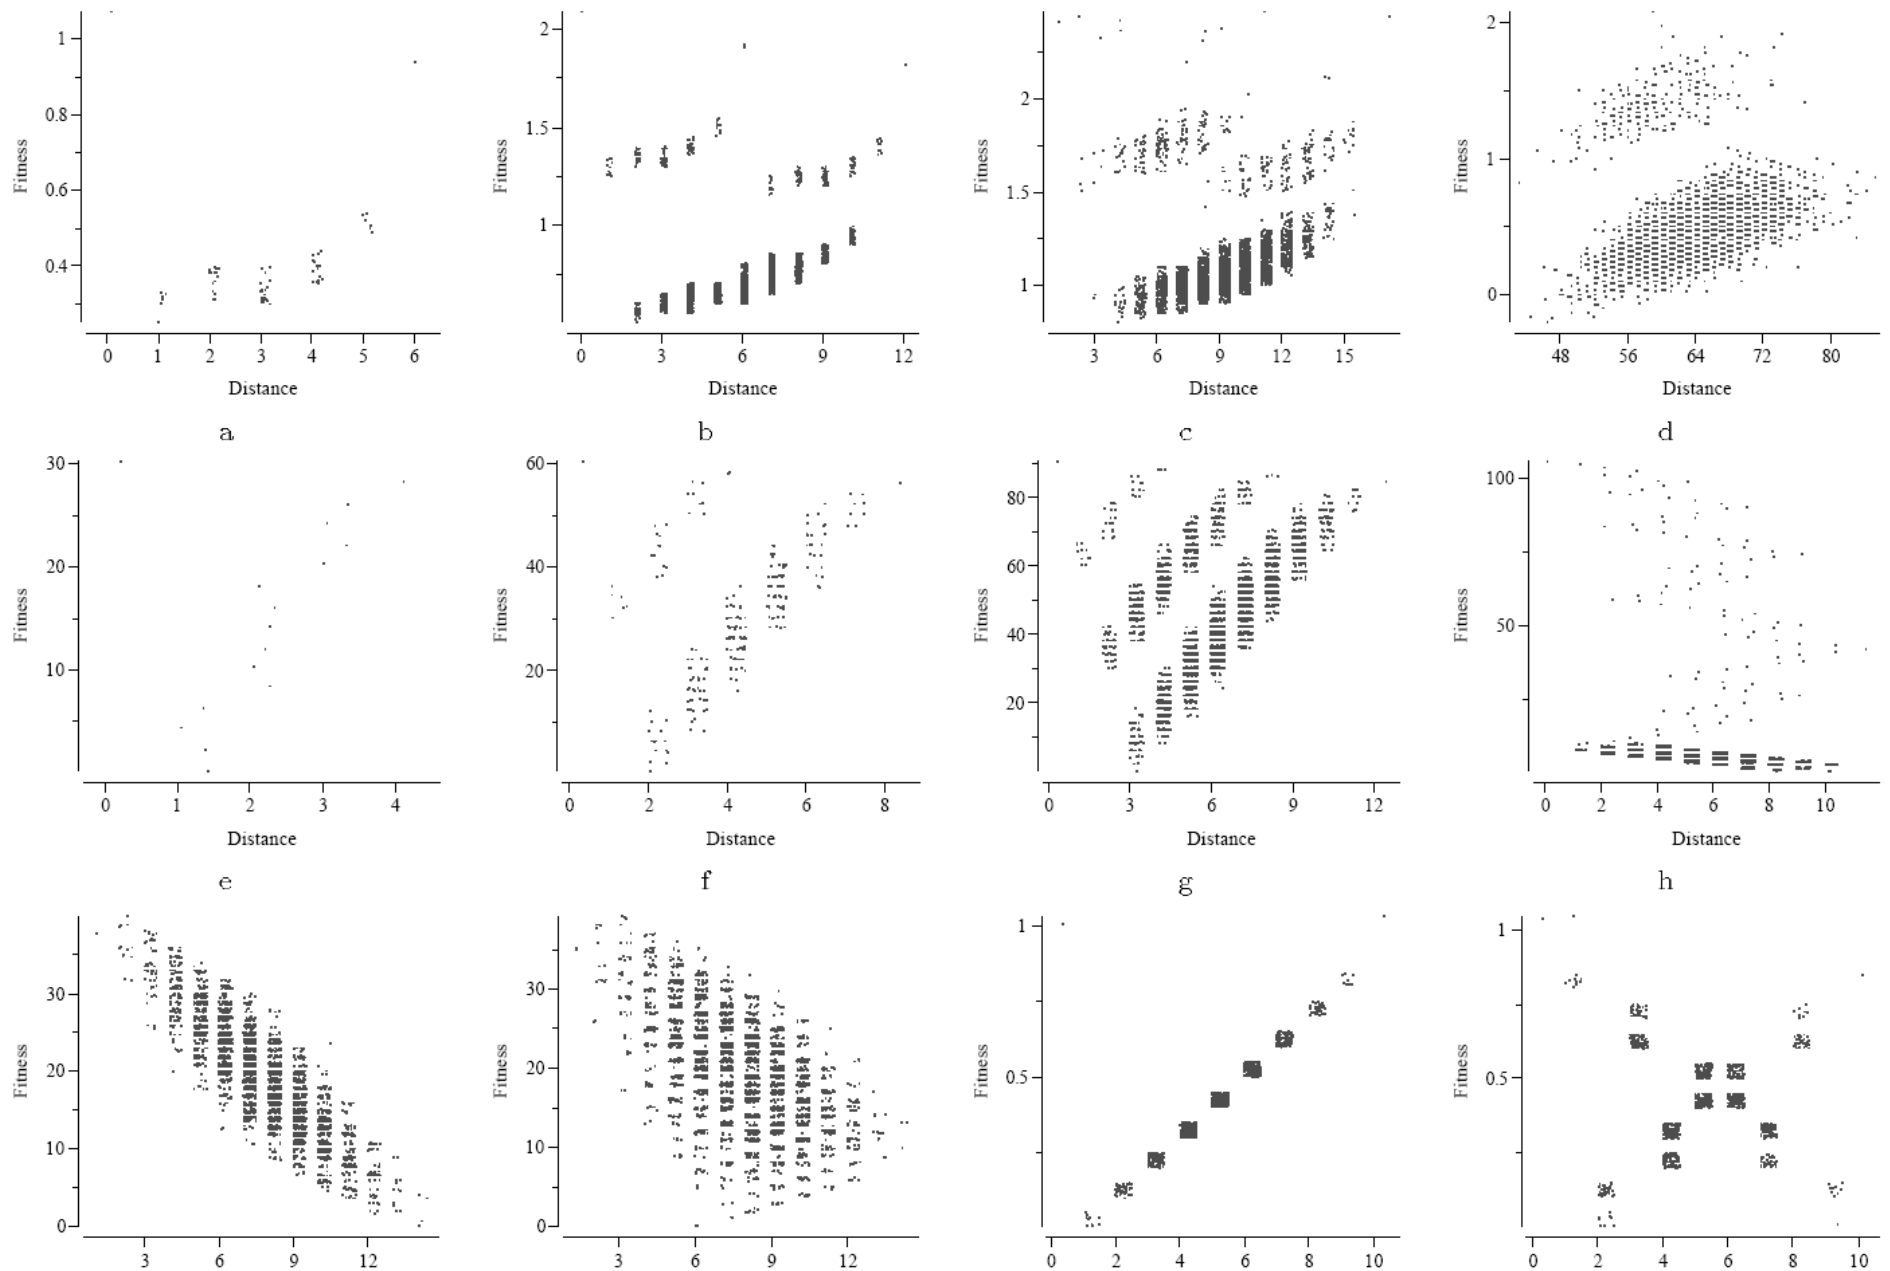 1 0.8 0.6 0.4 Fitness 0 1 2 3 4 5 6 Distance
2 1.5 1 Fitness 0 3 6 9 12 Distance
2 1.5 1 Fitness 3 6 9 12 15 Distance
2 1 0 Fitness 48 56 64 72 80 Distance
a b c d
30 20 10 Fitness 0 1 2 3 4 Distance
60 40 20 Fitness 0 2 4 6 8 Distance
80 60 40 20 Fitness 0 3 6 9 12 Distance
100 50 Fitness 0 2 4 6 8 10 Distance
e f g h
30 20 10 0 Fitness 3 6 9 12
30 20 10 0 Fitness 3 6 9 12
1 0.5 Fitness 0 2 4 6 8 10
1 0.5 Fitness 0 2 4 6 8 10